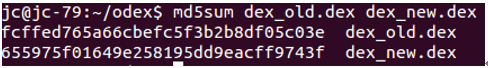 jc@jc-79:~/odex$ md5sum dex_old.dex dex_new.dex
fcffed765a66cbefc5f3b2b8df05c03e  dex_old.dex
655975f01649e258195dd9eacff9743f  dex_new.dex